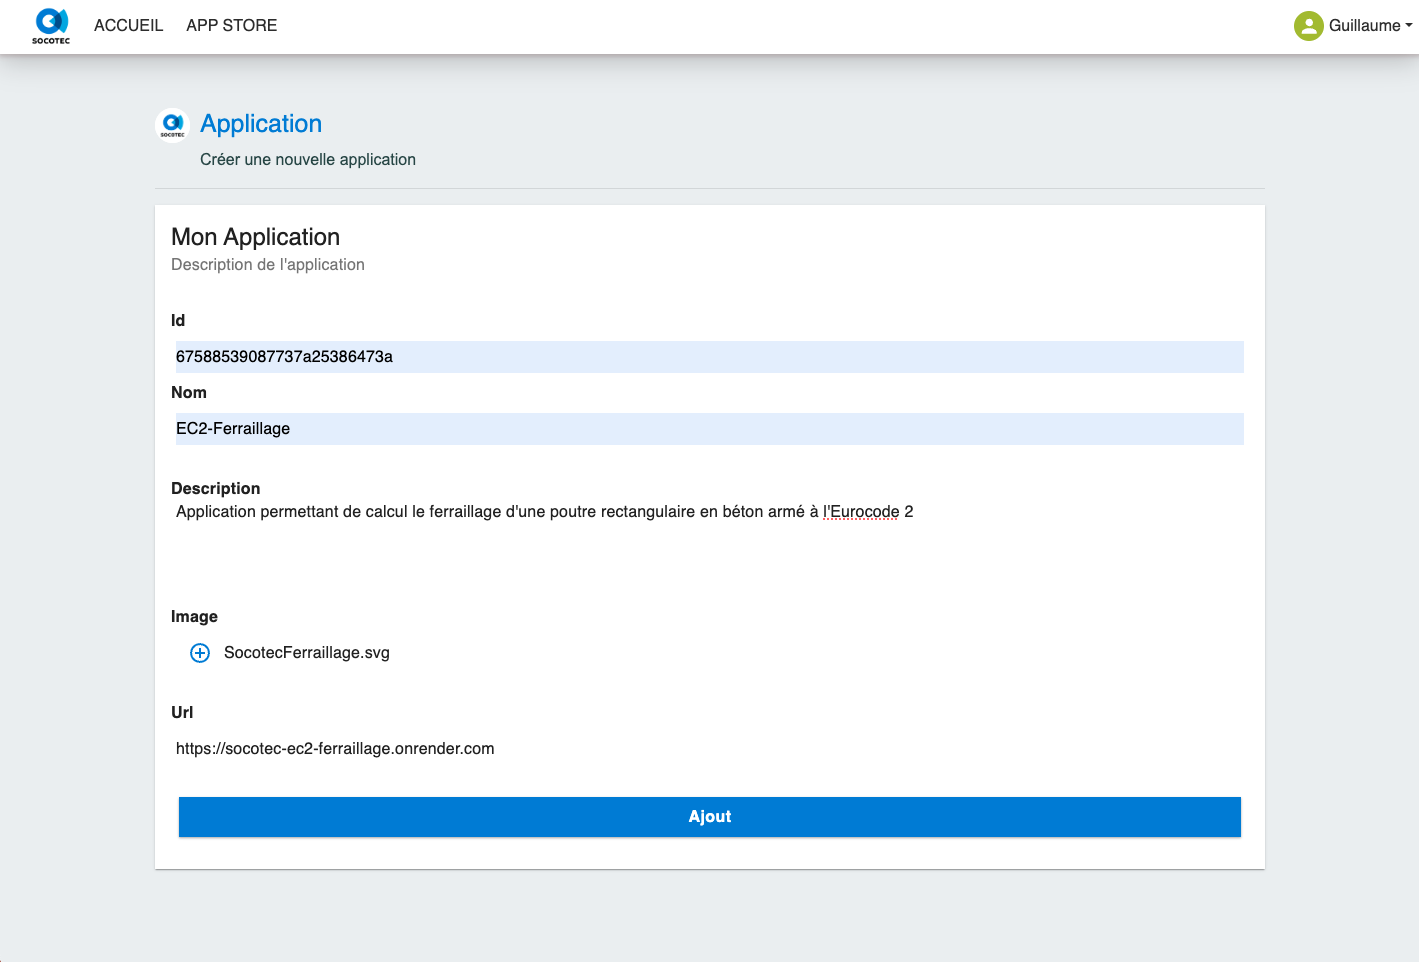 SOCOTEC
ACCUEIL
APP STORE
Guillaume
SOCOTEC
Application
Créer une nouvelle application
Mon Application
Description de l'application
Id
67588539087737a25386473a
Nom
EC2-Ferraillage
Description
Application permettant de calcul le ferraillage d'une poutre rectangulaire en béton armé à l'Eurocode 2
Image
SocotecFerraillage.svg
Url
https://socotec-ec2-ferraillage.onrender.com
Ajout